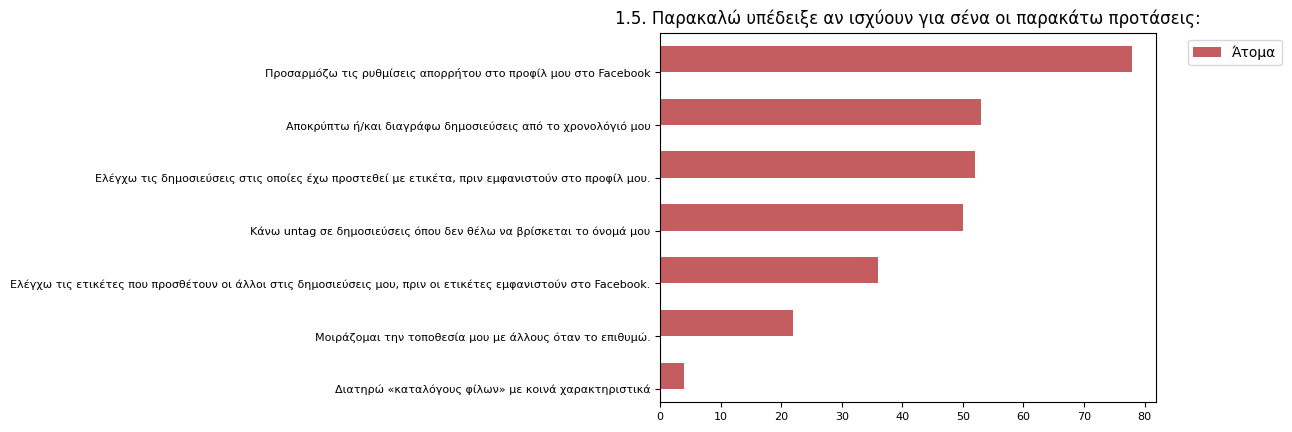 1.5. Παρακαλώ υπέδειξε αν ισχύουν για σένα οι παρακάτω προτάσεις:
Άτομα
Προσαρμόζω τις ρυθμίσεις απορρήτου στο προφίλ μου στο Facebook
Αποκρύπτω ή/και διαγράφω δημοσιεύσεις από το χρονολόγιό μου
Ελέγχω τις δημοσιεύσεις στις οποίες έχω προστεθεί με ετικέτα, πριν εμφανιστούν στο προφίλ μου.
Κάνω untag σε δημοσιεύσεις όπου δεν θέλω να βρίσκεται το όνομά μου
Ελέγχω τις ετικέτες που προσθέτουν οι άλλοι στις δημοσιεύσεις μου, πριν οι ετικέτες εμφανιστούν στο Facebook.
Μοιράζομαι την τοποθεσία μου με άλλους όταν το επιθυμώ.
Διατηρώ «καταλόγους φίλων» με κοινά χαρακτηριστικά
0 10 20 30 40 50 60 70 80